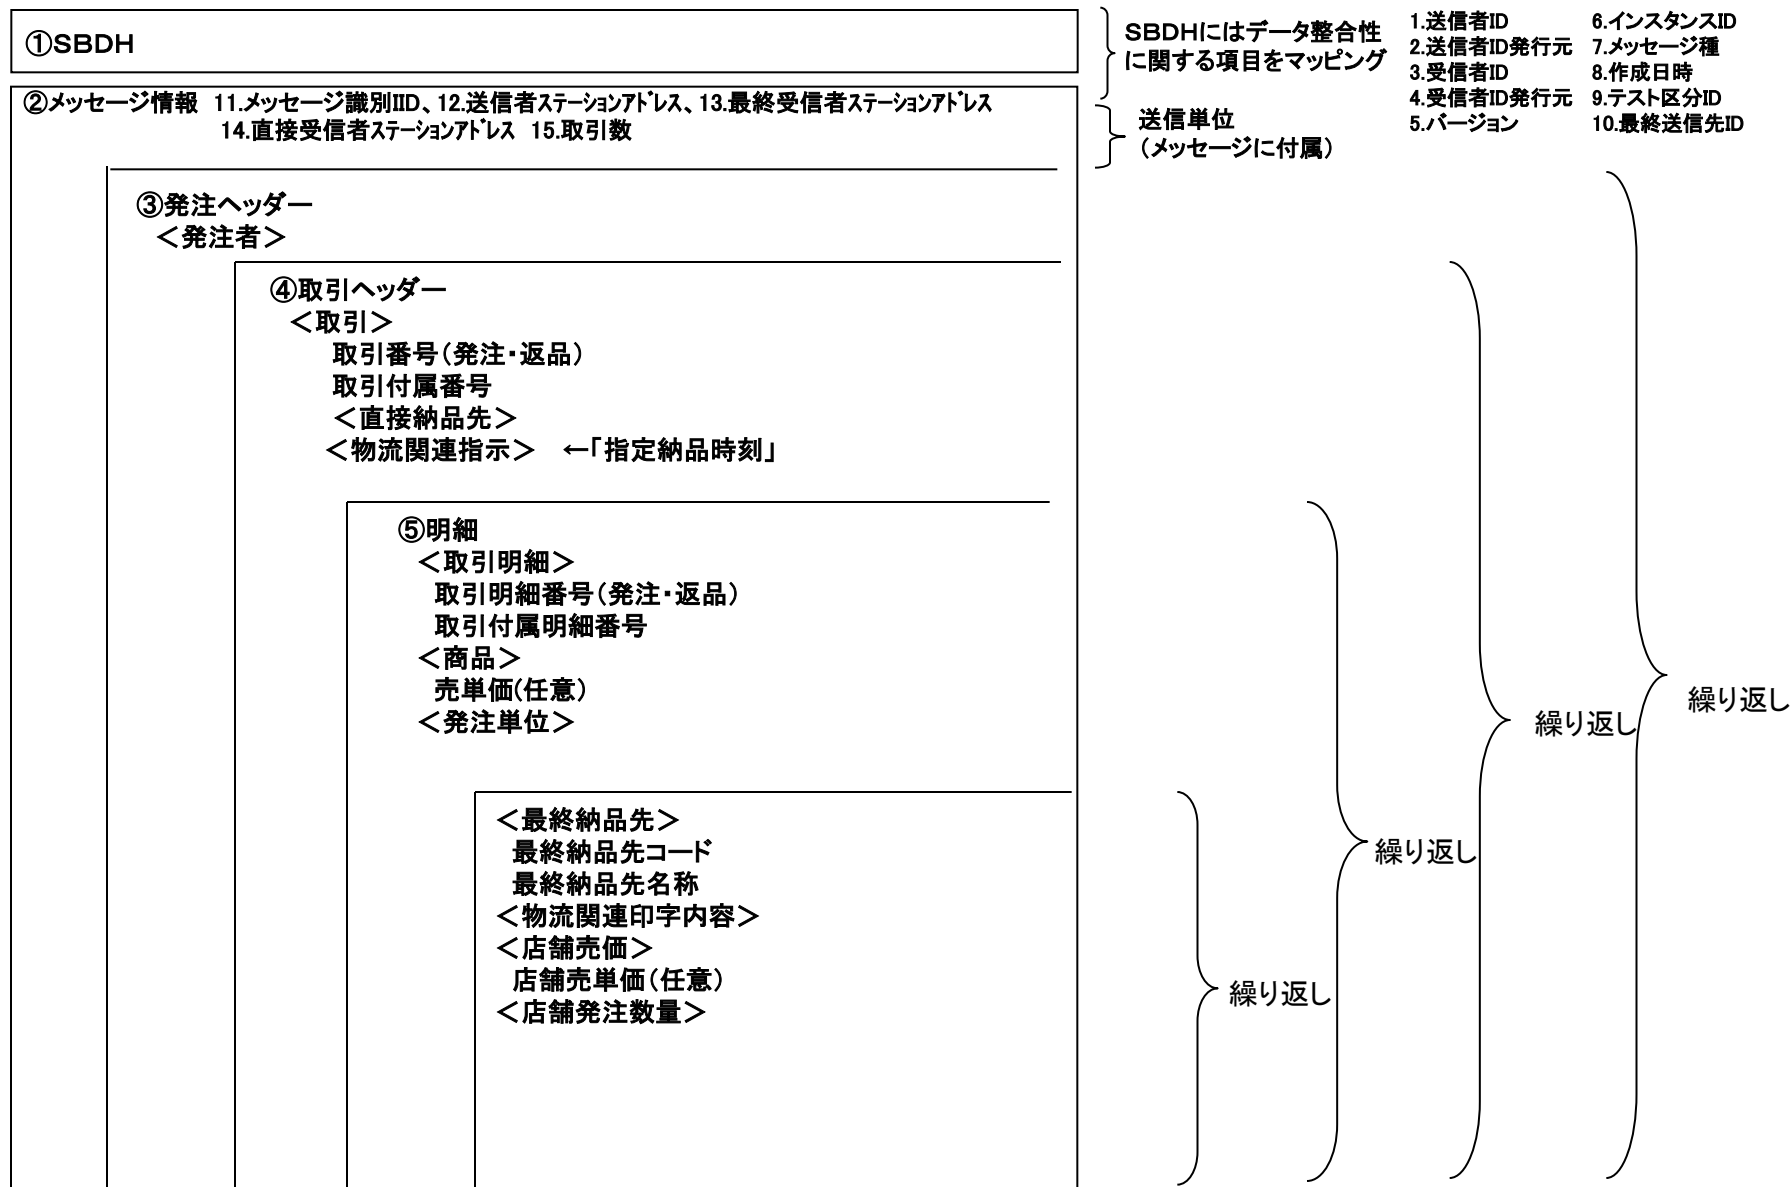 ①SBDH
SBDHにはデータ整合性
に関する項目をマッピング
1.送信者ID
2.送信者ID発行元
3.受信者ID
4.受信者ID発行元
5.バージョン
6.インスタンスID
7.メッセージ種
8.作成日時
9.テスト区分ID
10.最終送信先ID
②メッセージ情報 11.メッセージ識別IID、12.送信者ステーションアドレス、13.最終受信者ステーションアドレス
14.直接受信者ステーションアドレス 15.取引数
送信単位
（メッセージに付属）
③発注ヘッダー
＜発注者＞
④取引ヘッダー
＜取引＞
取引番号（発注・返品）
取引付属番号
＜直接納品先＞
＜物流関連指示＞ ←「指定納品時刻」
⑤明細
＜取引明細＞
取引明細番号（発注・返品）
取引付属明細番号
＜商品＞
売単価(任意）
＜発注単位＞
＜最終納品先＞
最終納品先コード
最終納品先名称
＜物流関連印字内容＞
＜店舗売価＞
店舗売単価（任意）
＜店舗発注数量＞
繰り返し
繰り返し
繰り返し
繰り返し